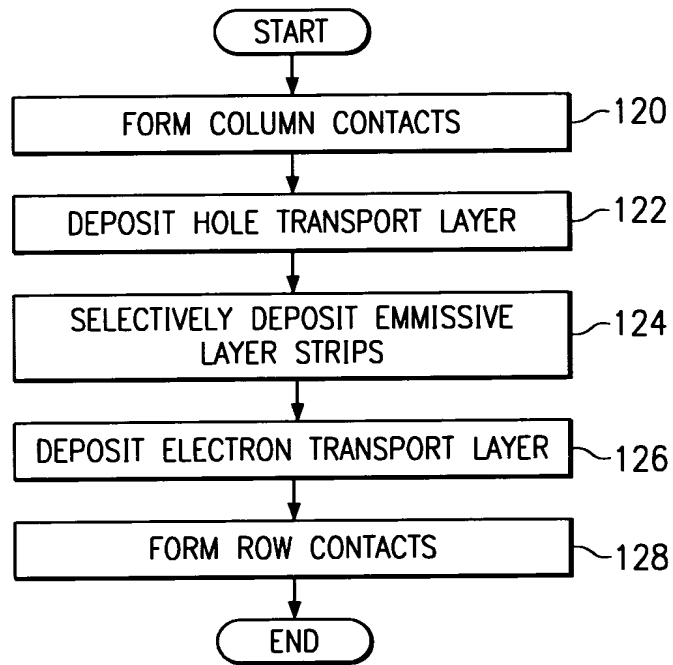 START
FORM COLUMN CONTACTS
120
DEPOSIT HOLE TRANSPORT LAYER
122
SELECTIVELY DEPOSIT EMMISSIVE
LAYER STRIPS
124
DEPOSIT ELECTRON TRANSPORT LAYER
126
FORM ROW CONTACTS
128
END